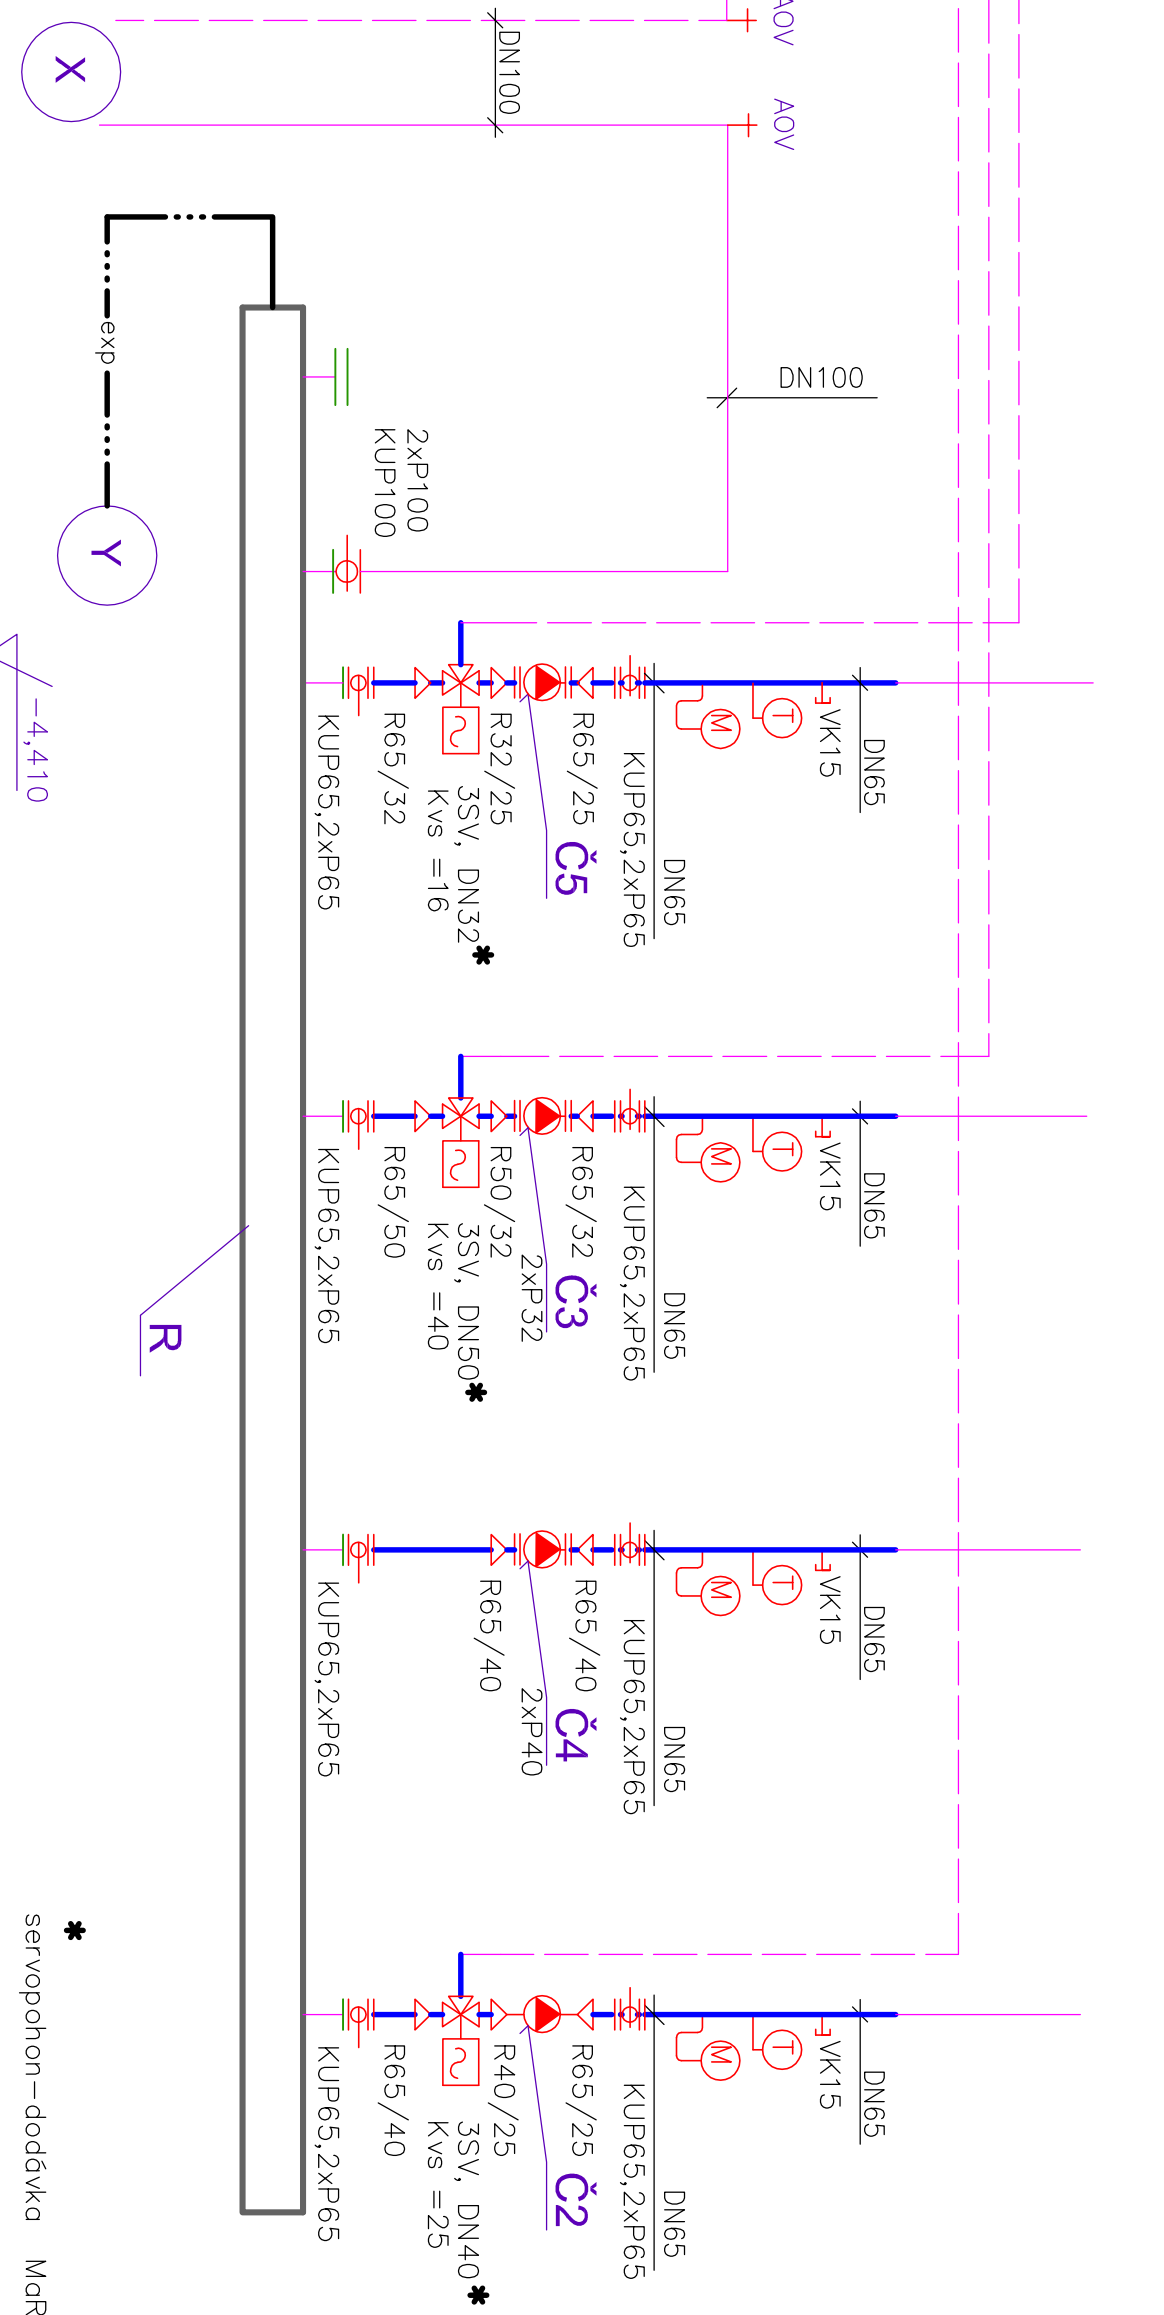 AOV
AOV
DN100
X
DN100
exp
2xP100
KUP100
Y
-4,410
DN65
VK15
T
M
DN65
KUP65,2xP65
R65/25
Č5
R32/25
3SV, DN32*
Kvs =16
R65/32
KUP65,2xP65
DN65
VK15
T
M
DN65
KUP65,2xP65
R65/32
Č3
2xP32
R50/32
3SV, DN50*
Kvs =40
R65/50
KUP65,2xP65
R
DN65
VK15
T
M
DN65
KUP65,2xP65
R65/40
Č4
2xP40
R65/40
KUP65,2xP65
DN65
VK15
T
M
DN65
KUP65,2xP65
R65/25
Č2
R40/25
3SV, DN40*
Kvs =25
R65/40
KUP65,2xP65
*
servopohon-dodávka MaR